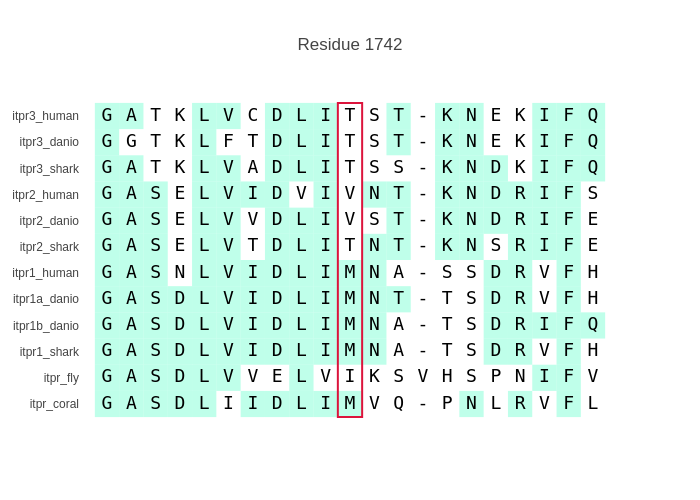 Residue 1742
itpr3_human G A T K L V C D L I T S T - K N E K I F Q
itpr3_danio G G T K L F T D L I T S T - K N E K I F Q
itpr3_shark G A T K L V A D L I T S S - K N D K I F Q
itpr2_human G A S E L V I D V I V N T - K N D R I F S
itpr2_danio G A S E L V V D L I V S T - K N D R I F E
itpr2_shark G A S E L V T D L I T N T - K N S R I F E
itpr1_human G A S N L V I D L I M N A - S S D R V F H
itpr1a_danio G A S D L V I D L I M N T - T S D R V F H
itpr1b_danio G A S D L V I D L I M N A - T S D R I F Q
itpr1_shark G A S D L V I D L I M N A - T S D R V F H
itpr_fly G A S D L V V E L V I K S V H S P N I F V
itpr_coral G A S D L I I D L I M V Q - P N L R V F L